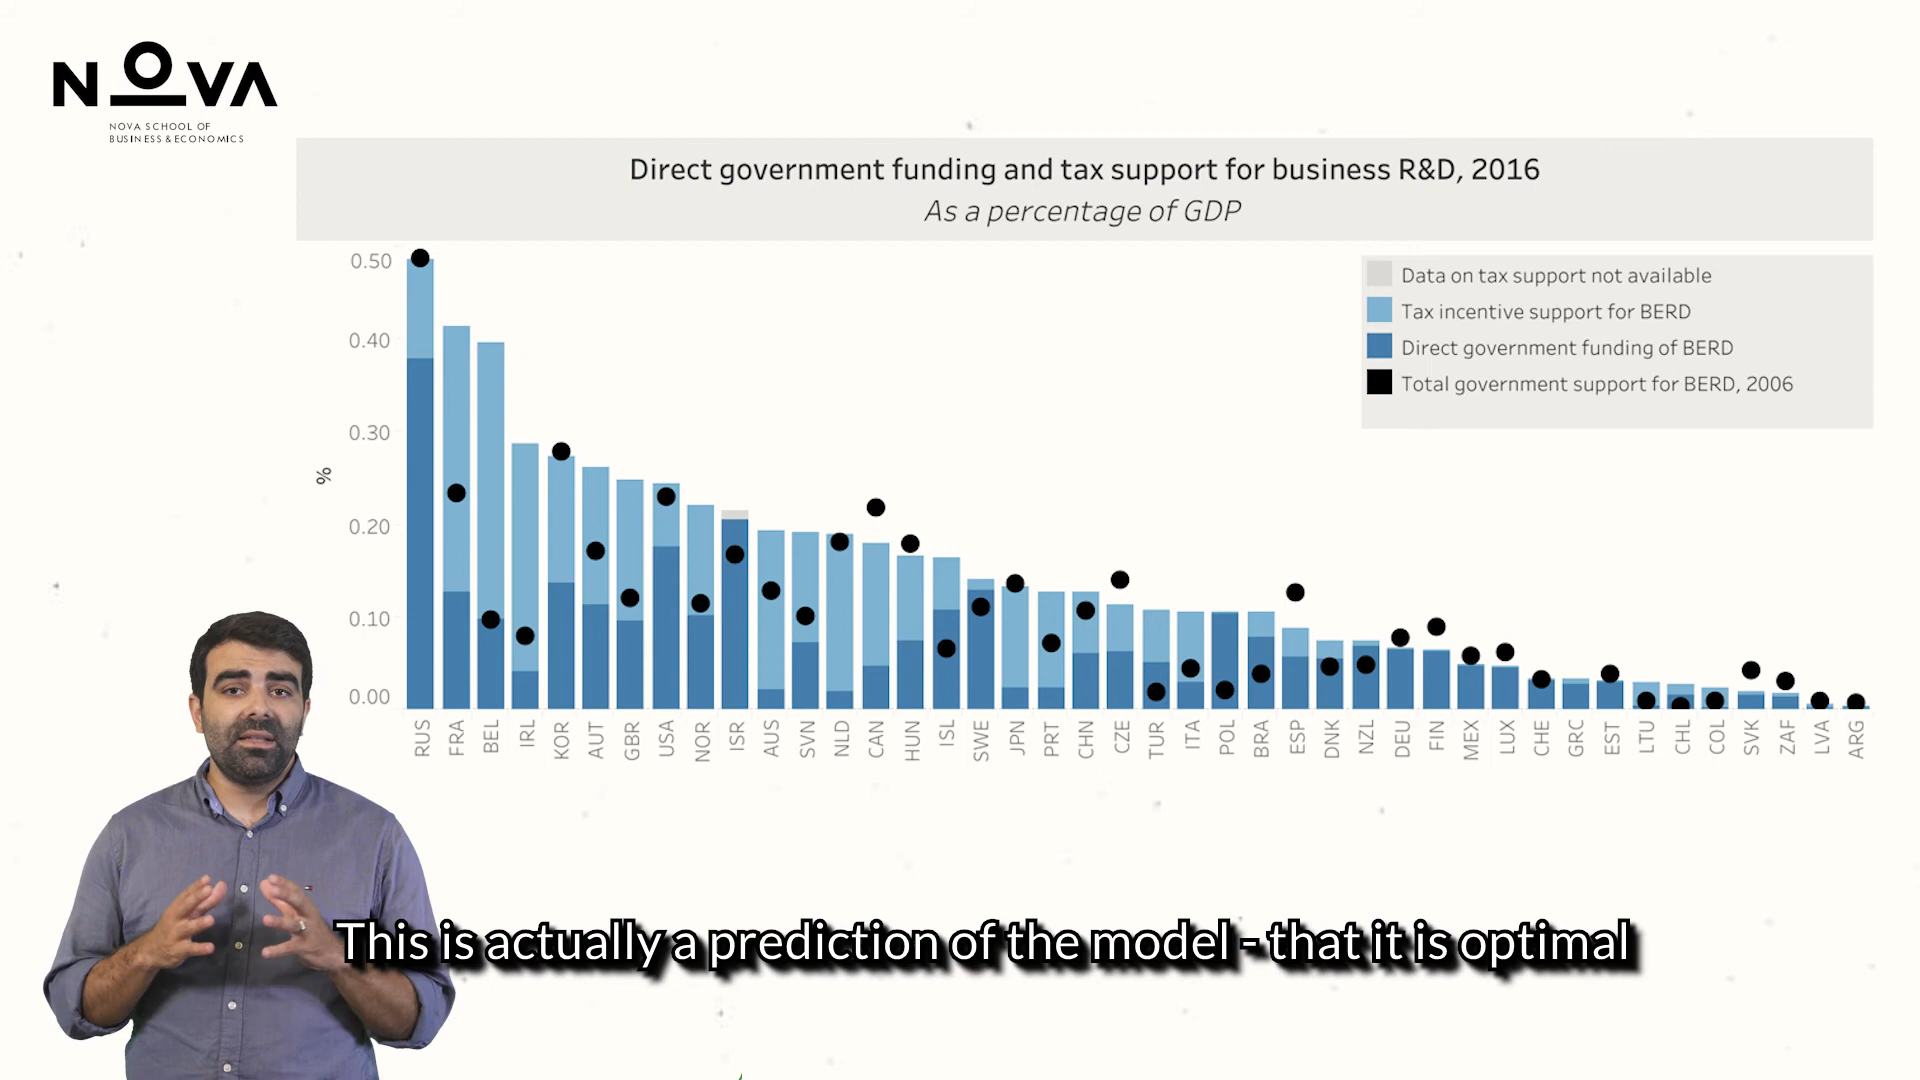 NOVA
NOVA SCHOOL OF
BUSINESS & ECONOMICS
Direct government funding and tax support for business R&D, 2016
As a percentage of GDP
Data on tax support not available
Tax incentive support for BERD
Direct government funding of BERD
Total government support for BERD, 2006
0.50
0.40
0.30
%
0.20
0.10
0.00
RUS FRA BEL IRL KOR AUT GBR USA NOR ISR AUS SVN NLD CAN HUN ISL SWE JPN PRT CHN CZE TUR ITA POL BRA ESP DNK NZL DEU FIN MEX LUX CHE GRC EST LTU CHL COL SVK ZAF LVA ARG
This is actually a prediction of the model - that it is optimal